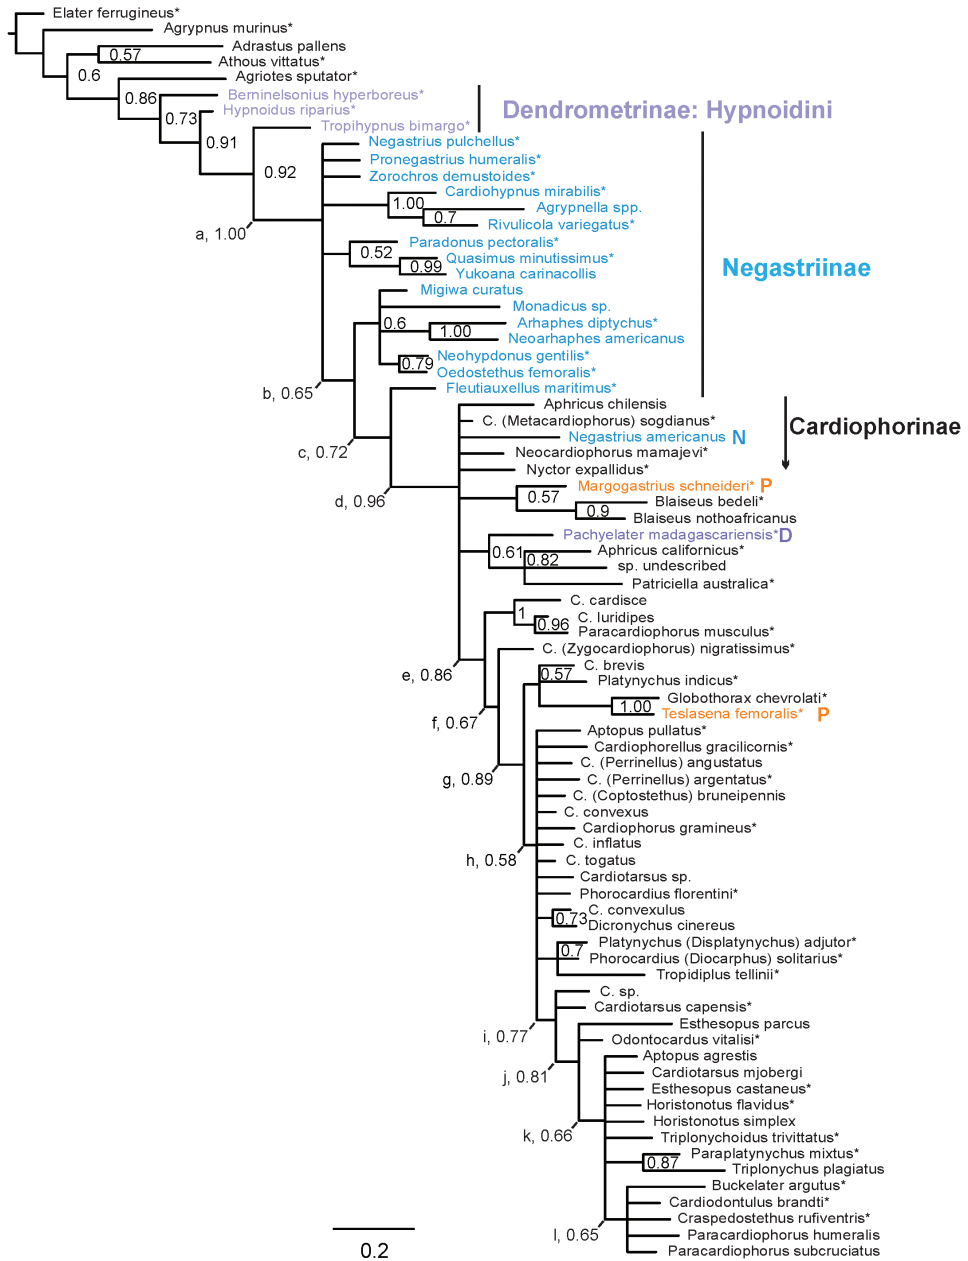 Elater ferrugineus*
Agrypnus murinus*
Adrastus pallens
0.57
Athous vittatus*
0.6
Agriotes sputator*
0.86
Berninelsonius hyperboreus*
Hypnoidus riparius*
Dendrometrinae: Hypnoidini
0.73
Tropihypnus bimargo*
0.91
Negastrius pulchellus*
Pronegastrius humeralis*
0.92
Zorochros demustoides*
Cardiohypnus mirabilis*
1.00
Agrypnella spp.
0.7
Rivulicola variegatus*
a, 1.00
Paradonus pectoralis*
0.52
Quasimus minutissimus*
0.99
Negastriinae
Yukoana carinacollis
Migiwa curatus
Monadicus sp.
0.6
Arhaphes diptychus*
1.00
Neoarhaphes americanus
Neohypdonus gentilis*
0.79
Oedostethus femoralis*
b, 0.65
Fleutiauxellus maritimus*
Aphricus chilensis
C. (Metacardiophorus) sogdianus*
Cardiophorinae
Negastrius americanus N
c, 0.72
Neocardiophorus mamajevi*
Nyctor expallidus*
Margogastrius schneideri* P
0.57
d, 0.96
Blaiseus bedeli*
0.9
Blaiseus nothoafricanus
Pachyelater madagascariensis* D
0.61
Aphricus californicus*
0.82
sp. undescribed
Patriciella australica*
C. cardisce
1
C. luridipes
0.96
Paracardiophorus musculus*
C. (Zygocardiophorus) nigratissimus*
C. brevis
e, 0.86
0.57
Platynychus indicus*
Globothorax chevrolati*
1.00
Teslasena femoralis* P
f, 0.67
Aptopus pullatus*
Cardiophorellus gracilicornis*
C. (Perrinellus) angustatus
g, 0.89
C. (Perrinellus) argentatus*
C. (Coptostethus) bruneipennis
C. convexus
Cardiophorus gramineus*
C. inflatus
h, 0.58
C. togatus
Cardiotarsus sp.
Phorocardius florentini*
C. convexulus
0.73
Dicronychus cinereus
Platynychus (Displatynychus) adjutor*
0.7
Phorocardius (Diocarphus) solitarius*
Tropidiplus tellinii*
C. sp.
Cardiotarsus capensis*
Esthesopus parcus
i, 0.77
Odontocardus vitalisi*
Aptopus agrestis
Cardiotarsus mjobergi
j, 0.81
Esthesopus castaneus*
Horistonotus flavidus*
Horistonotus simplex
k, 0.66
Triplonychoidus trivittatus*
Paraplatynychus mixtus*
0.87
Triplonychus plagiatus
Buckelater argutus*
Cardiodontulus brandti*
Craspedostethus rufiventris*
l, 0.65
Paracardiophorus humeralis
0.2
Paracardiophorus subcruciatus